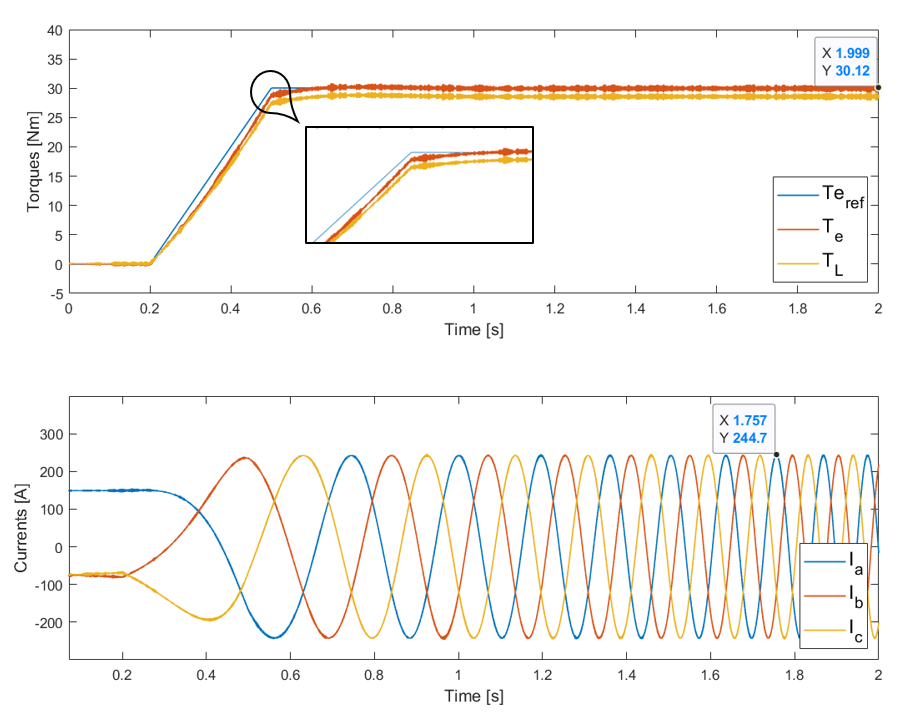 40
35
30
25
20
15
10
5
0
-5
Torques [Nm]
X 1.999
Y 30.12
Te_ref
T_e
T_L
0 0.2 0.4 0.6 0.8 1 1.2 1.4 1.6 1.8 2
Time [s]
300
200
100
0
-100
-200
Currents [A]
X 1.757
Y 244.7
I_a
I_b
I_c
0.2 0.4 0.6 0.8 1 1.2 1.4 1.6 1.8 2
Time [s]